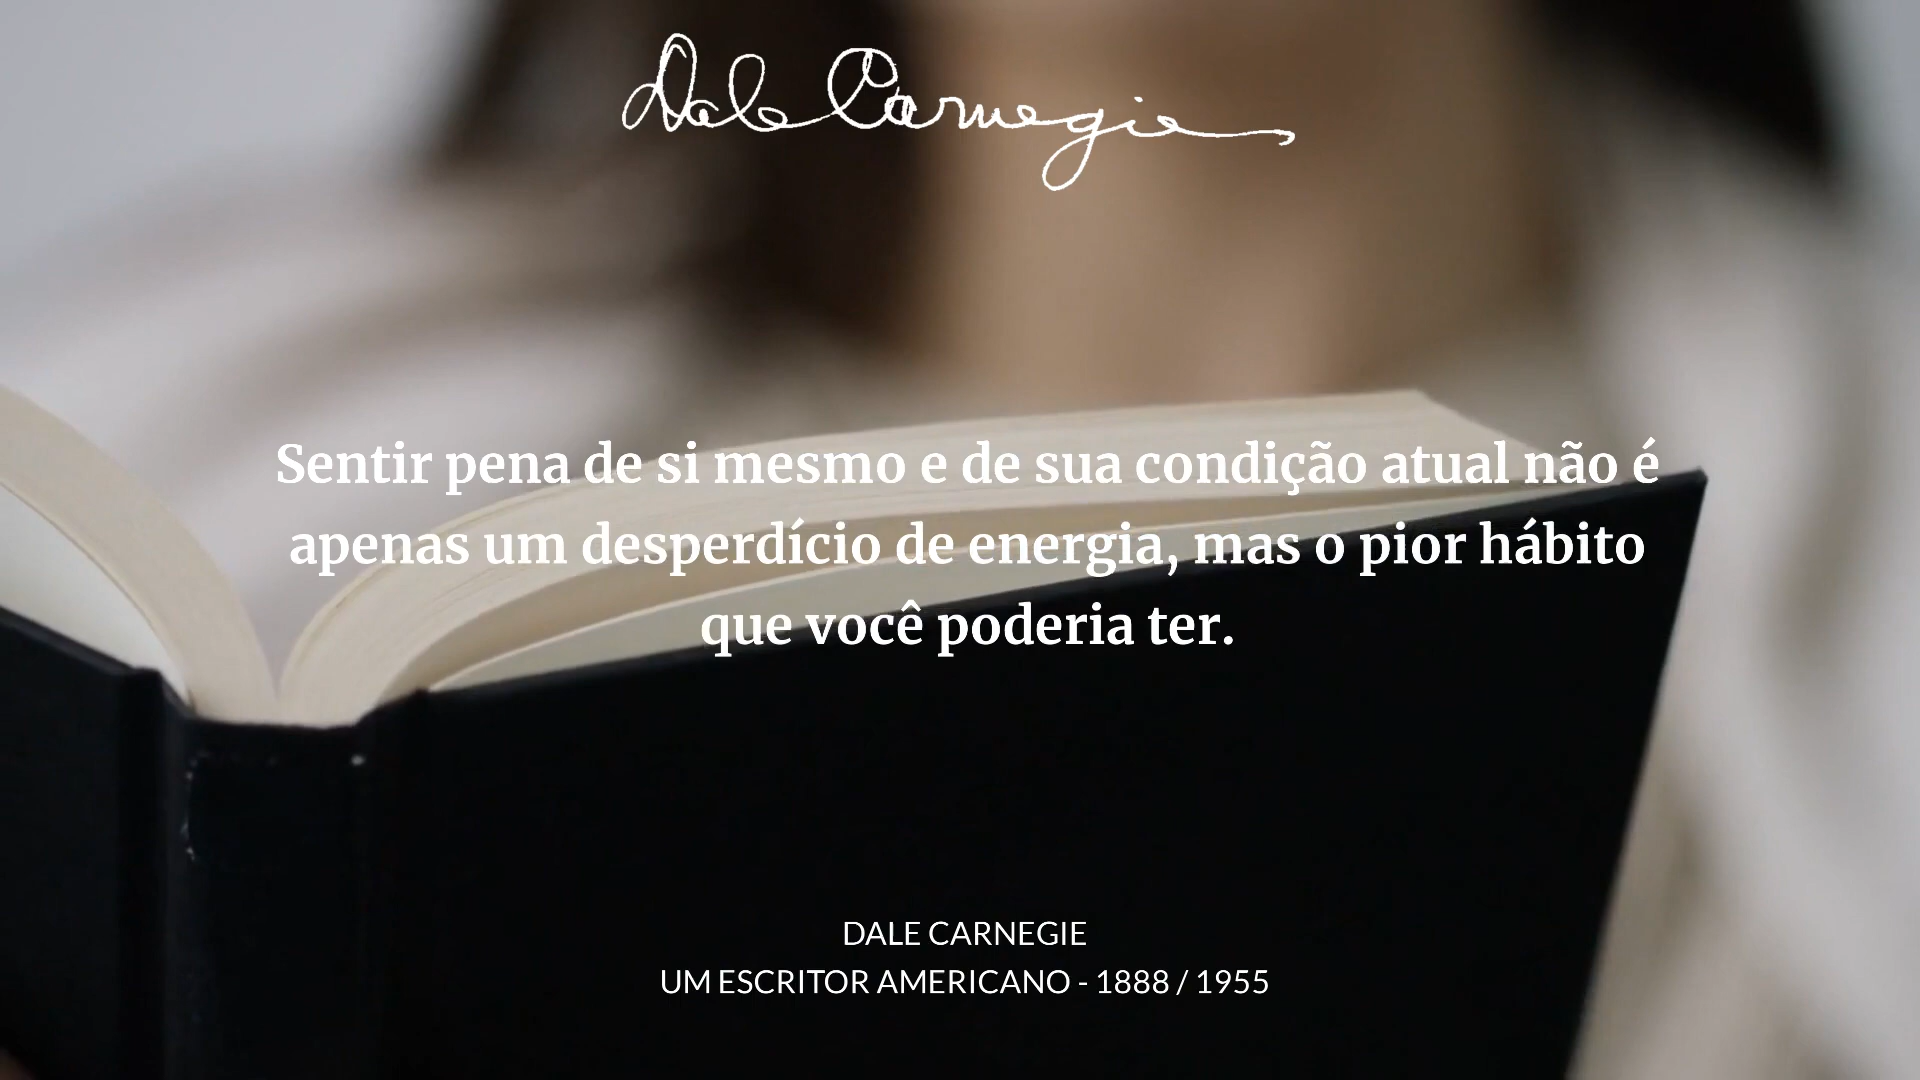 Dale Carnegie
Sentir pena de si mesmo e de sua condição atual não é
apenas um desperdício de energia, mas o pior hábito
que você poderia ter.
DALE CARNEGIE
UM ESCRITOR AMERICANO - 1888 / 1955